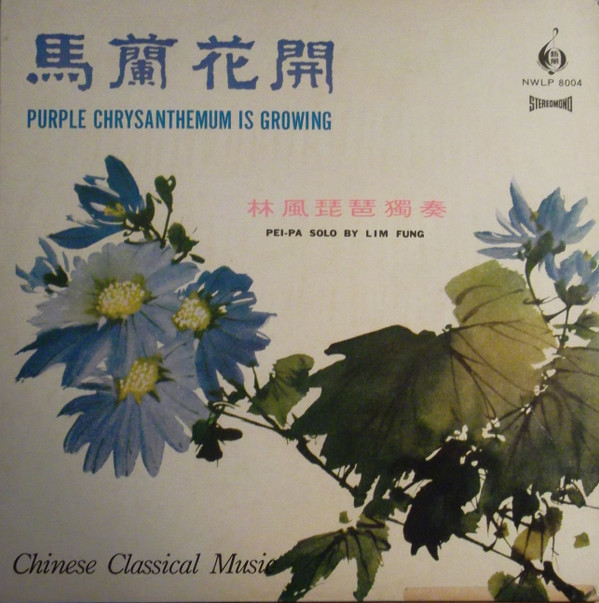 馬蘭花開
PURPLE CHRYSANTHEMUM IS GROWING
NWLP 8004
STEREOMONO
林風琵琶獨奏
PEI-PA SOLO BY LIM FUNG
Chinese Classical Music